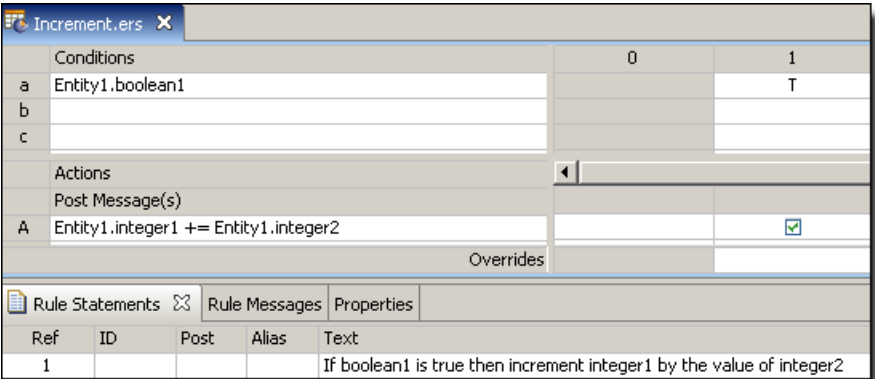 Increment.ers
Conditions 0 1
a Entity1.boolean1 T
b
c
Actions
Post Message(s)
A Entity1.integer1 += Entity1.integer2
Overrides
Rule Statements Rule Messages Properties
Ref ID Post Alias Text
1 If boolean1 is true then increment integer1 by the value of integer2